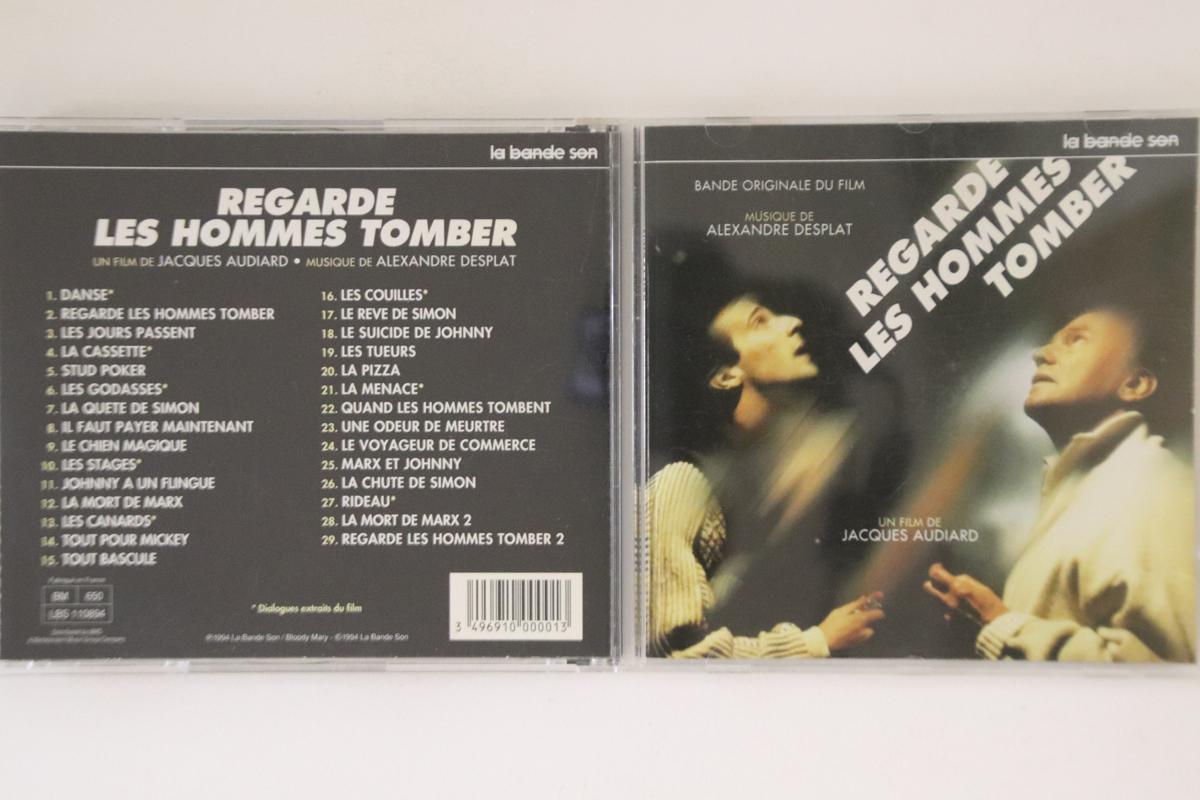 la bande son
REGARDE
LES HOMMES TOMBER
UN FILM DE JACQUES AUDIARD • MUSIQUE DE ALEXANDRE DESPLAT
1. DANSE*
2. REGARDE LES HOMMES TOMBER
3. LES JOURS PASSENT
4. LA CASSETTE*
5. STUD POKER
6. LES GODASSES*
7. LA QUETE DE SIMON
8. IL FAUT PAYER MAINTENANT
9. LE CHIEN MAGIQUE
10. LES STAGES*
11. JOHNNY A UN FLINGUE
12. LA MORT DE MARX
13. LES CANARDS*
14. TOUT POUR MICKEY
15. TOUT BASCULE
16. LES COUILLES*
17. LE REVE DE SIMON
18. LE SUICIDE DE JOHNNY
19. LES TUEURS
20. LA PIZZA
21. LA MENACE*
22. QUAND LES HOMMES TOMBENT
23. UNE ODEUR DE MEURTRE
24. LE VOYAGEUR DE COMMERCE
25. MARX ET JOHNNY
26. LA CHUTE DE SIMON
27. RIDEAU*
28. LA MORT DE MARX 2
29. REGARDE LES HOMMES TOMBER 2
Fabriqué en France
BM 650
LBS 110894
* Dialogues extraits du film
℗1994 La Bande Son / Bloody Mary - ©1994 La Bande Son
3 496910 000013
la bande son
BANDE ORIGINALE DU FILM
MUSIQUE DE
ALEXANDRE DESPLAT
REGARDE
LES HOMMES
TOMBER
UN FILM DE
JACQUES AUDIARD